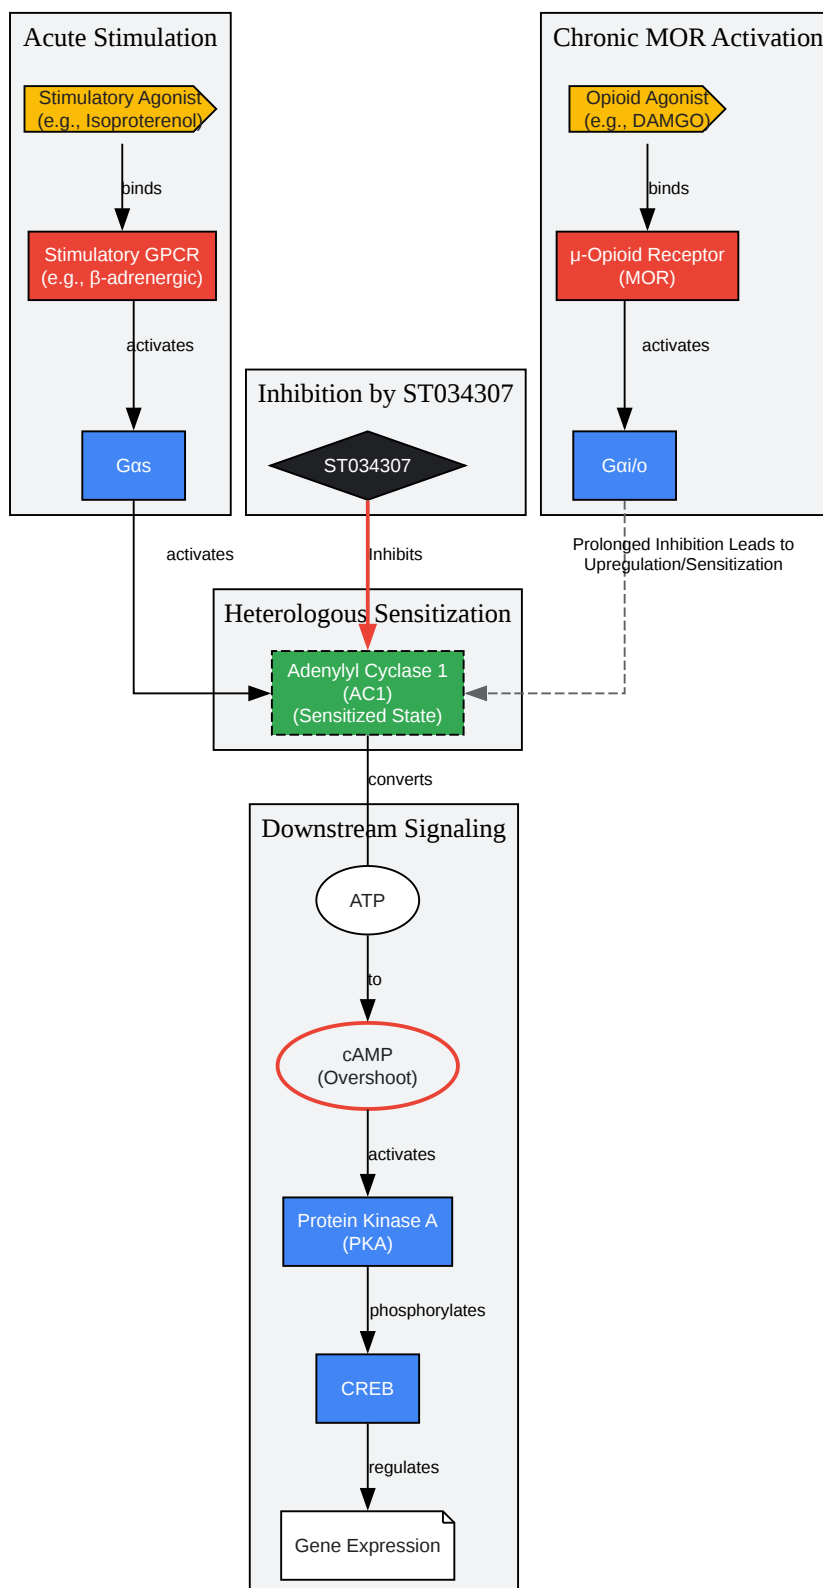 Acute Stimulation
Stimulatory Agonist
(e.g., Isoproterenol)
binds
Stimulatory GPCR
(e.g., β-adrenergic)
activates
Gαs
activates
Chronic MOR Activation
Opioid Agonist
(e.g., DAMGO)
binds
μ-Opioid Receptor
(MOR)
activates
Gαi/o
Prolonged Inhibition Leads to
Upregulation/Sensitization
Inhibition by ST034307
ST034307
Inhibits
Heterologous Sensitization
Adenylyl Cyclase 1
(AC1)
(Sensitized State)
converts
Downstream Signaling
ATP
to
cAMP
(Overshoot)
activates
Protein Kinase A
(PKA)
phosphorylates
CREB
regulates
Gene Expression